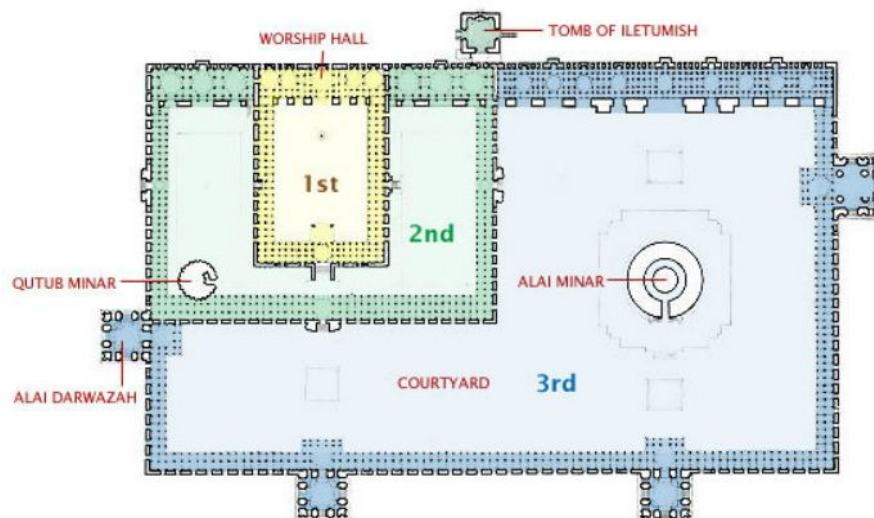 WORSHIP HALL
TOMB OF ILETUMISH
1st
2nd
QUTUB MINAR
ALAI MINAR
ALAI DARWAZAH
COURTYARD
3rd